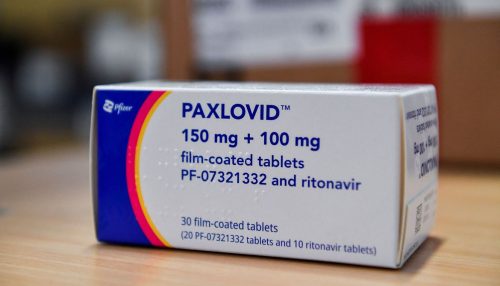 Pfizer
PAXLOVID™
150 mg + 100 mg
film-coated tablets
PF-07321332 and ritonavir
30 film-coated tablets
(20 PF-07321332 tablets and 10 ritonavir tablets)